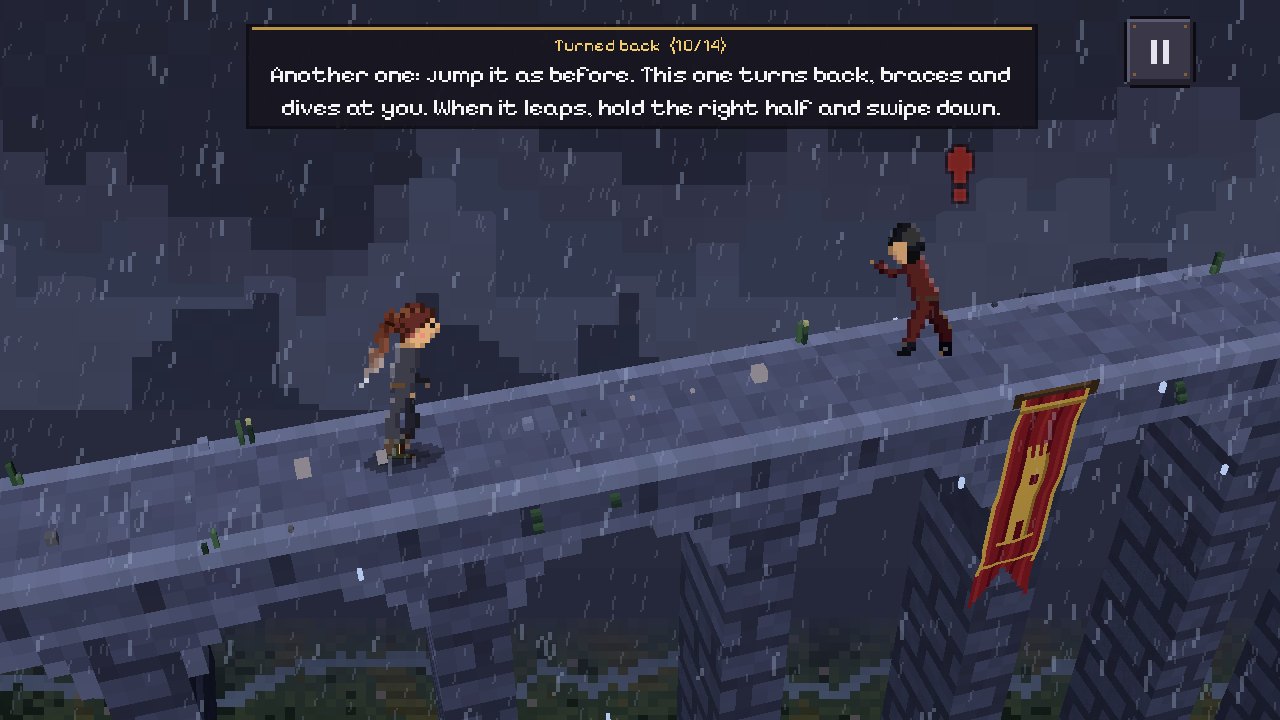 Turned back (10/14)
Another one: jump it as before. This one turns back, braces and
dives at you. When it leaps, hold the right half and swipe down.